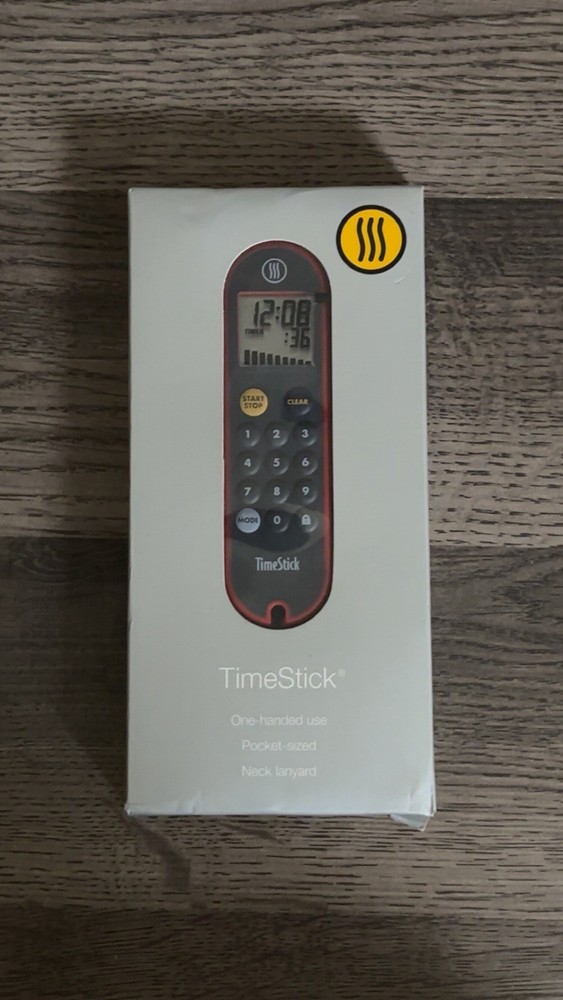 12:08
TIMER :36
START STOP
CLEAR
1 2 3
4 5 6
7 8 9
MODE 0
TimeStick
TimeStick®
One-handed use
Pocket-sized
Neck lanyard